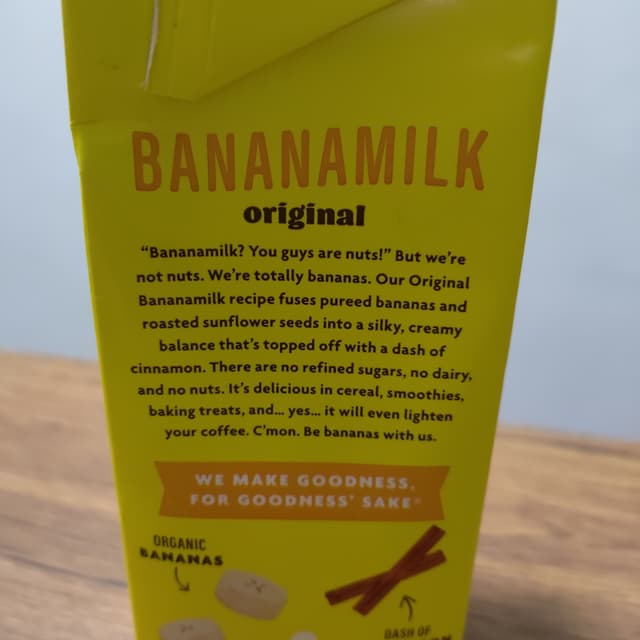 BANANAMILK
original
“Bananamilk? You guys are nuts!” But we’re
not nuts. We’re totally bananas. Our Original
Bananamilk recipe fuses pureed bananas and
roasted sunflower seeds into a silky, creamy
balance that’s topped off with a dash of
cinnamon. There are no refined sugars, no dairy,
and no nuts. It’s delicious in cereal, smoothies,
baking treats, and... yes... it will even lighten
your coffee. C’mon. Be bananas with us.
WE MAKE GOODNESS,
FOR GOODNESS’ SAKE®
ORGANIC
BANANAS
DASH OF